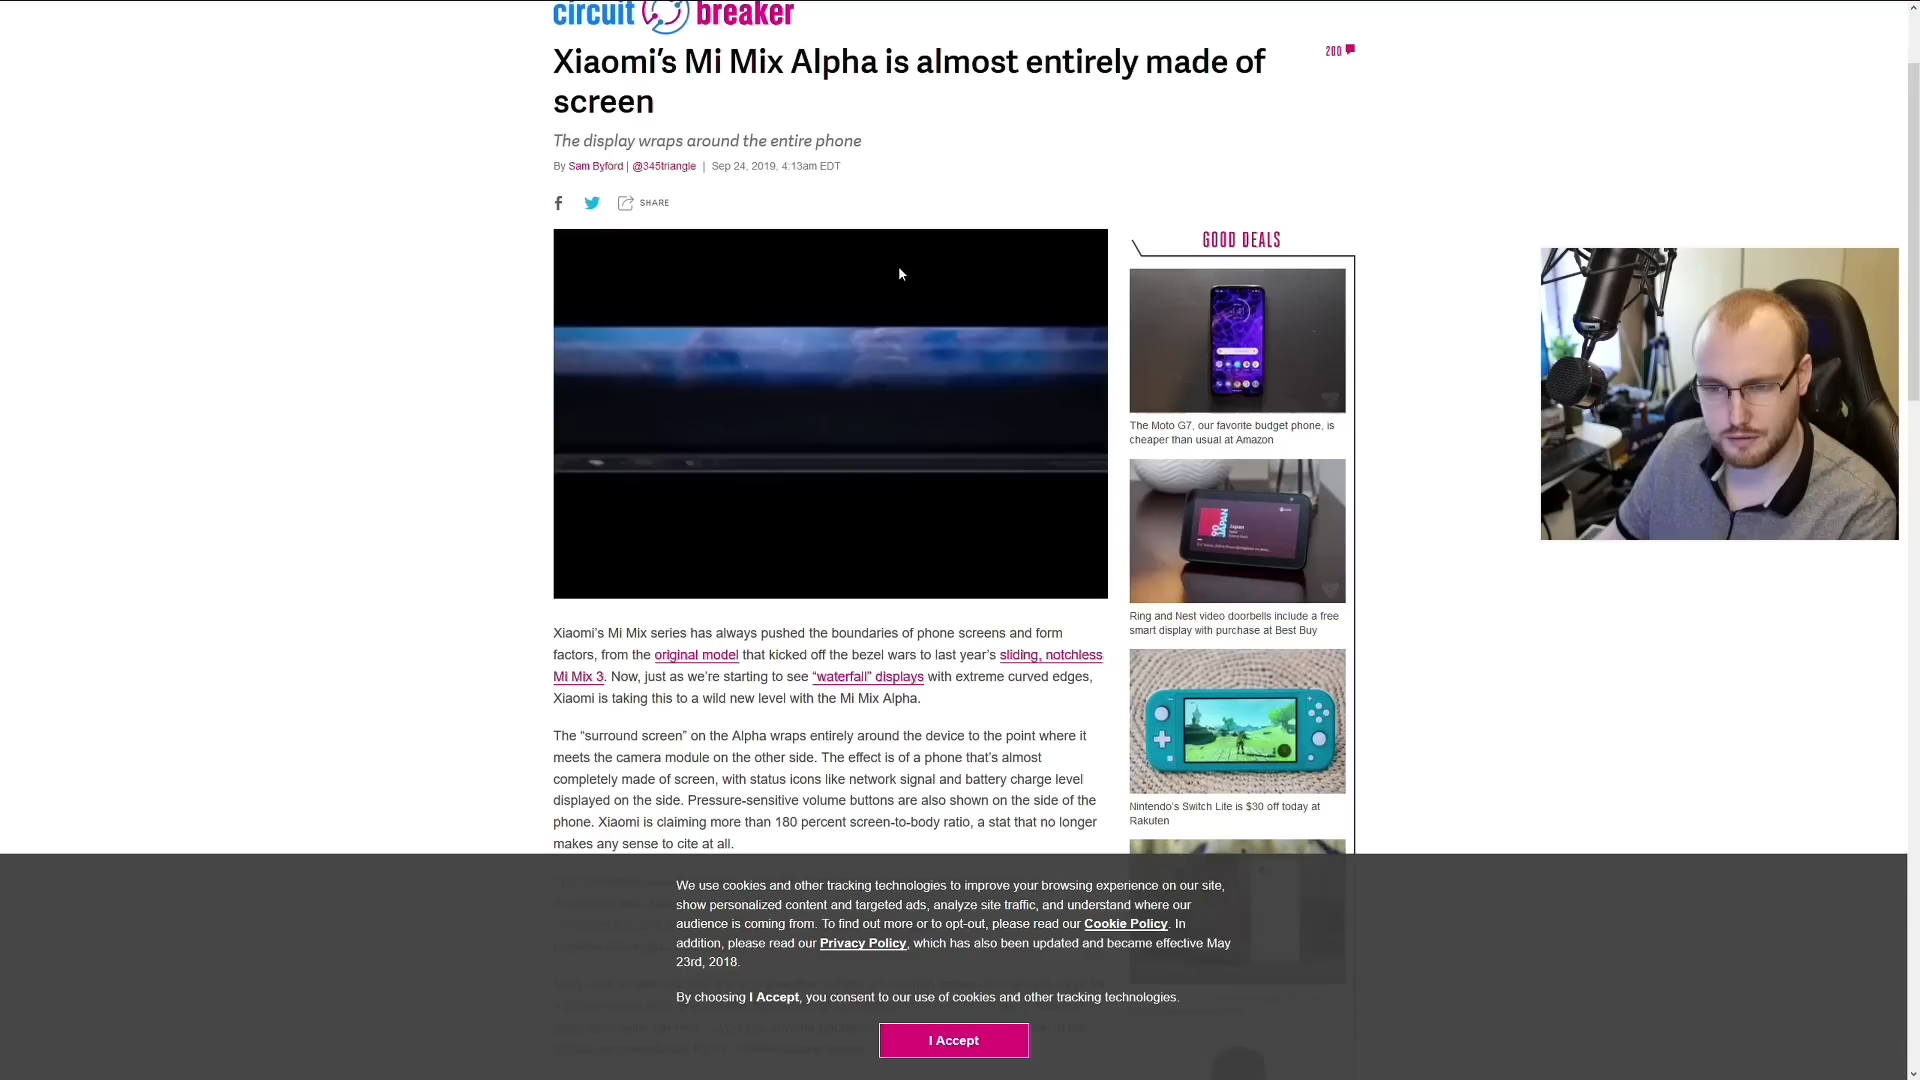 circuit breaker
Xiaomi's Mi Mix Alpha is almost entirely made of
screen
200
The display wraps around the entire phone
By Sam Byford | @345triangle | Sep 24, 2019, 4:13am EDT
SHARE
GOOD DEALS
The Moto G7, our favorite budget phone, is
cheaper than usual at Amazon
Ring and Nest video doorbells include a free
smart display with purchase at Best Buy
Nintendo's Switch Lite is $30 off today at
Rakuten
Xiaomi's Mi Mix series has always pushed the boundaries of phone screens and form
factors, from the original model that kicked off the bezel wars to last year's sliding, notchless
Mi Mix 3. Now, just as we're starting to see “waterfall” displays with extreme curved edges,
Xiaomi is taking this to a wild new level with the Mi Mix Alpha.
The “surround screen” on the Alpha wraps entirely around the device to the point where it
meets the camera module on the other side. The effect is of a phone that's almost
completely made of screen, with status icons like network signal and battery charge level
displayed on the side. Pressure-sensitive volume buttons are also shown on the side of the
phone. Xiaomi is claiming more than 180 percent screen-to-body ratio, a stat that no longer
makes any sense to cite at all.
We use cookies and other tracking technologies to improve your browsing experience on our site,
show personalized content and targeted ads, analyze site traffic, and understand where our
audience is coming from. To find out more or to opt-out, please read our Cookie Policy. In
addition, please read our Privacy Policy, which has also been updated and became effective May
23rd, 2018.
By choosing I Accept, you consent to our use of cookies and other tracking technologies.
I Accept